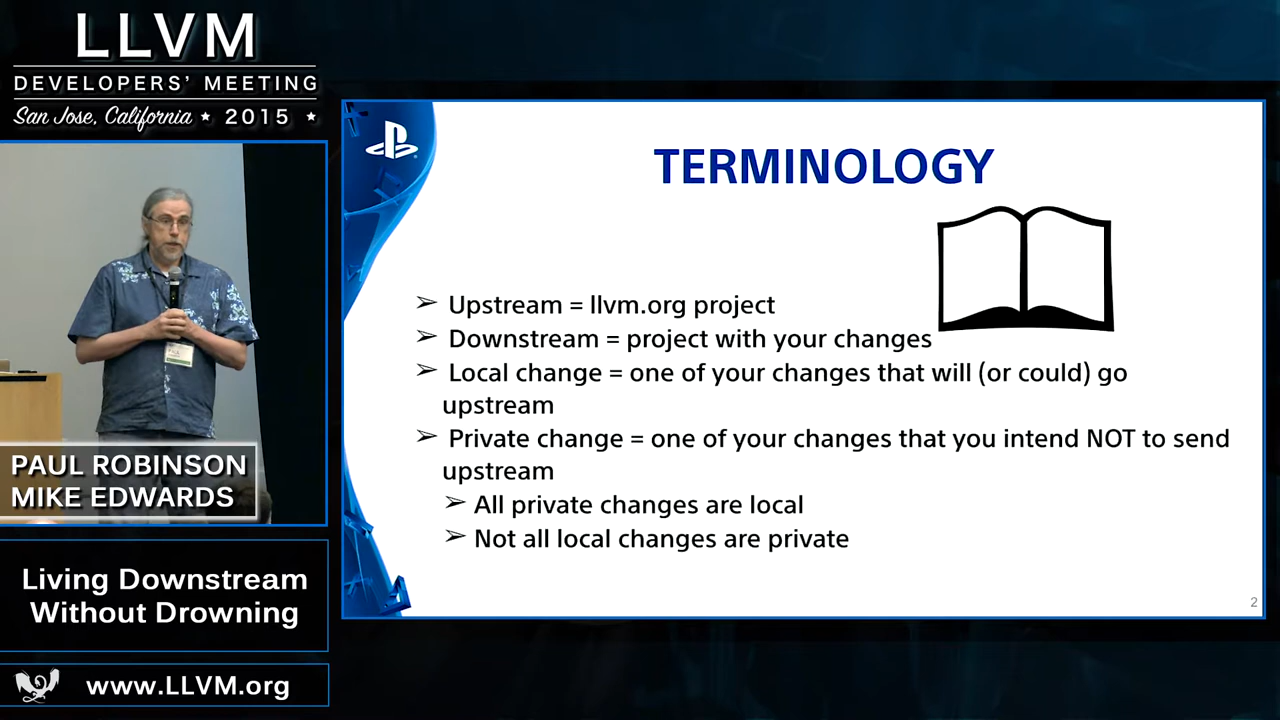 LLVM
DEVELOPERS' MEETING
San Jose, California ★ 2015 ★
TERMINOLOGY
➢ Upstream = llvm.org project
➢ Downstream = project with your changes
➢ Local change = one of your changes that will (or could) go
upstream
➢ Private change = one of your changes that you intend NOT to send
upstream
➢ All private changes are local
➢ Not all local changes are private
2
PAUL ROBINSON
MIKE EDWARDS
Living Downstream
Without Drowning
www.LLVM.org